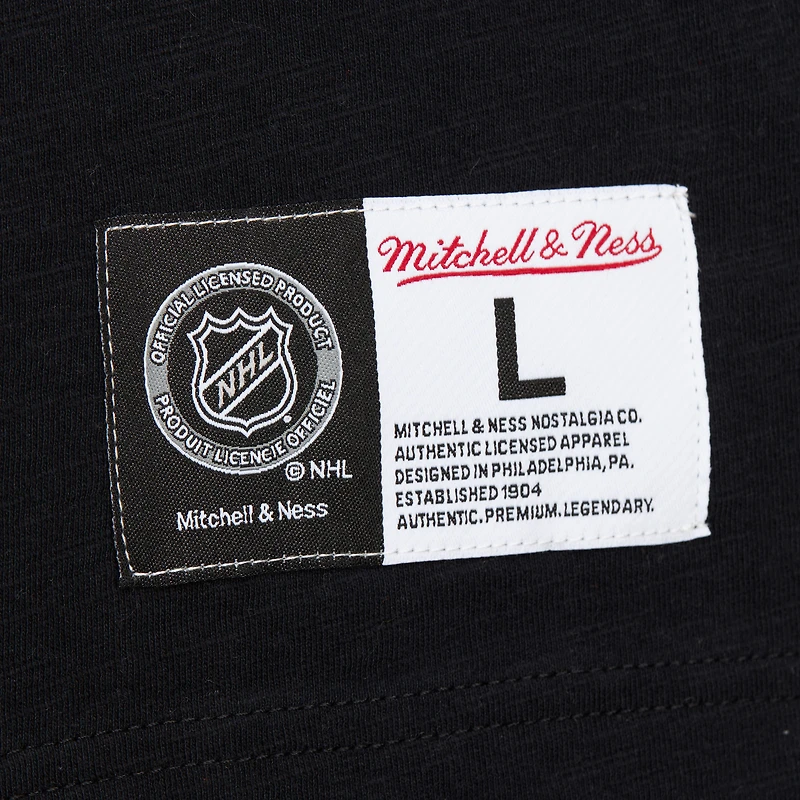 OFFICIAL LICENSED PRODUCT
NHL
PRODUIT LICENCIE OFFICIEL
© NHL
Mitchell & Ness
Mitchell & Ness
L
MITCHELL & NESS NOSTALGIA CO.
AUTHENTIC LICENSED APPAREL
DESIGNED IN PHILADELPHIA, PA.
ESTABLISHED 1904
AUTHENTIC. PREMIUM. LEGENDARY.